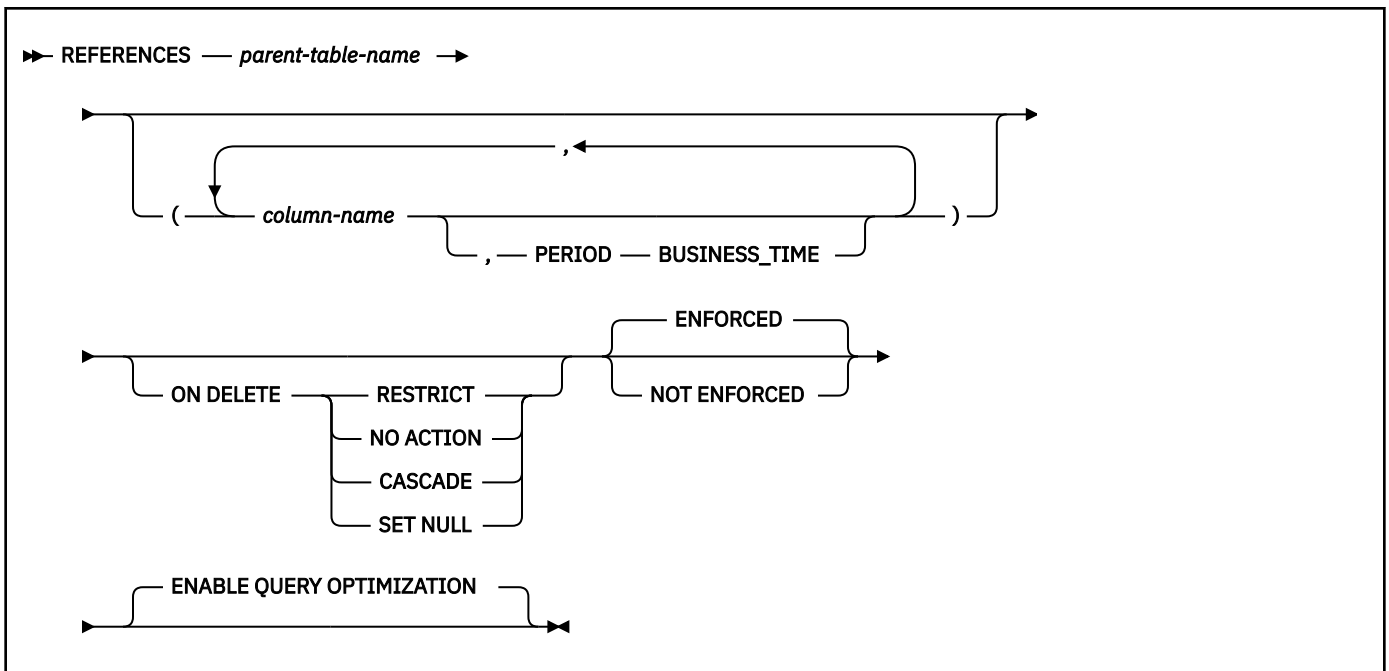 REFERENCES parent-table-name
,
( column-name )
, PERIOD BUSINESS_TIME
ENFORCED
ON DELETE RESTRICT NOT ENFORCED
NO ACTION
CASCADE
SET NULL
ENABLE QUERY OPTIMIZATION